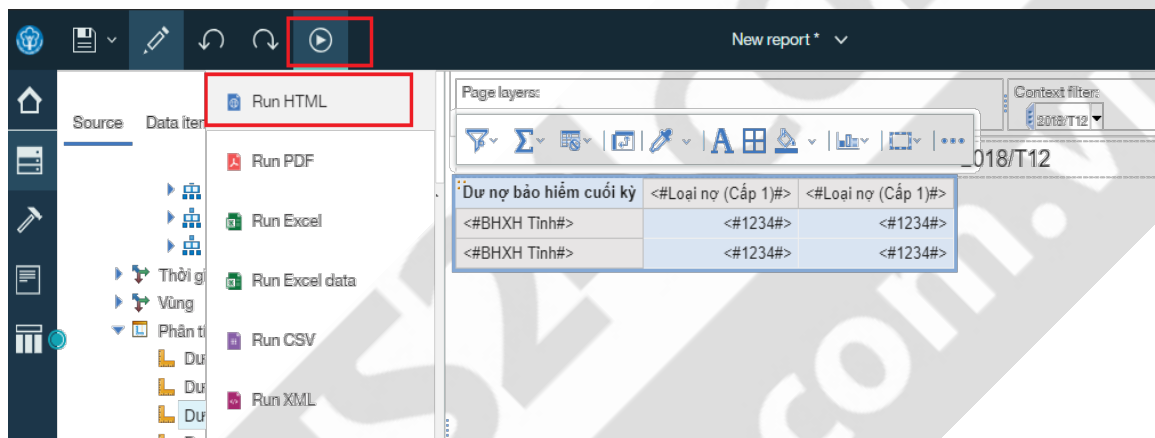 New report*
Page layers:
Context filter:
Run HTML
Source Data iter
2018/T12
2018/T12
Run PDF
Dư nợ bảo hiểm cuối kỳ <#Loại nợ (Cấp 1)#> <#Loại nợ (Cấp 1)#>
<#BHXH Tỉnh#> <#1234#> <#1234#>
Run Excel
<#BHXH Tỉnh#> <#1234#> <#1234#>
Thời gi
Run Excel data
Vùng
Phân tí
Run CSV
Dư
Dư
Run XML
Dư